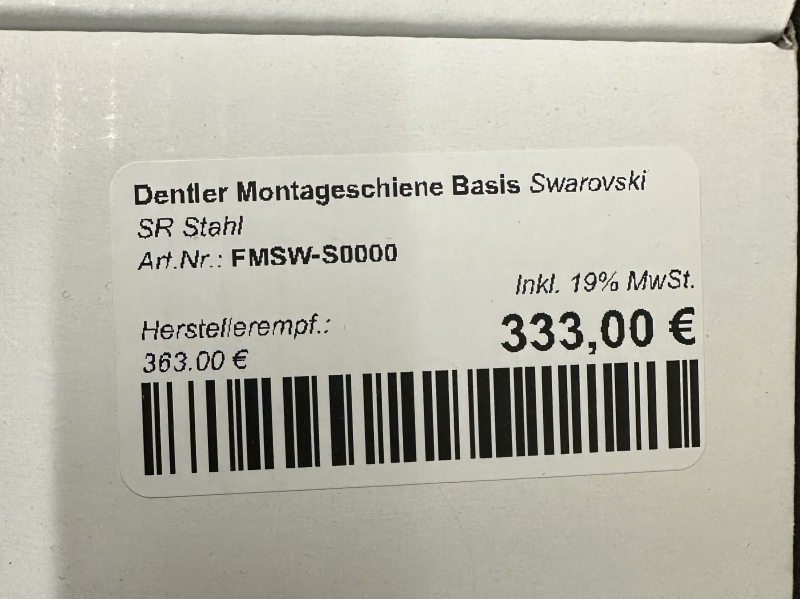 Dentler Montageschiene Basis Swarovski
SR Stahl
Art.Nr.: FMSW-S0000
Inkl. 19% MwSt.
Herstellerempf.:
333,00 €
363.00 €